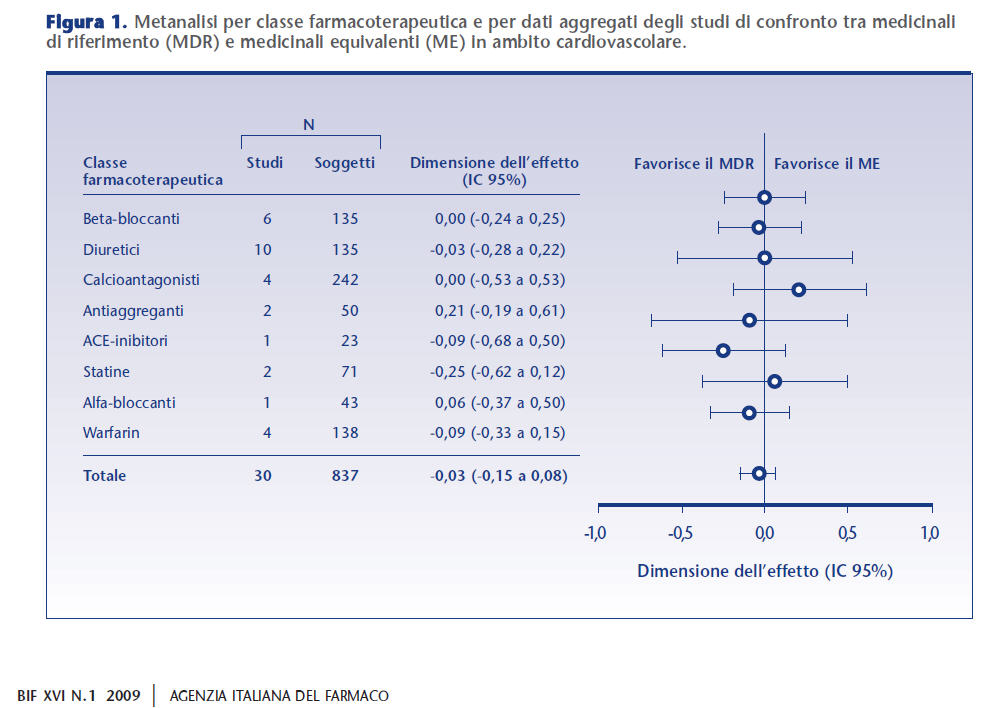 Figura 1. Metanalisi per classe farmacoterapeutica e per dati aggregati degli studi di confronto tra medicinali
di riferimento (MDR) e medicinali equivalenti (ME) in ambito cardiovascolare.
N
Classe
farmacoterapeutica
Studi
Soggetti
Dimensione dell'effetto
(IC 95%)
Favorisce il MDR
Favorisce il ME
Beta-bloccanti 6 135 0,00 (-0,24 a 0,25)
Diuretici 10 135 -0,03 (-0,28 a 0,22)
Calcioantagonisti 4 242 0,00 (-0,53 a 0,53)
Antiaggreganti 2 50 0,21 (-0,19 a 0,61)
ACE-inibitori 1 23 -0,09 (-0,68 a 0,50)
Statine 2 71 -0,25 (-0,62 a 0,12)
Alfa-bloccanti 1 43 0,06 (-0,37 a 0,50)
Warfarin 4 138 -0,09 (-0,33 a 0,15)
Totale 30 837 -0,03 (-0,15 a 0,08)
-1,0 -0,5 0,0 0,5 1,0
Dimensione dell'effetto (IC 95%)
BIF XVI N.1 2009 | AGENZIA ITALIANA DEL FARMACO